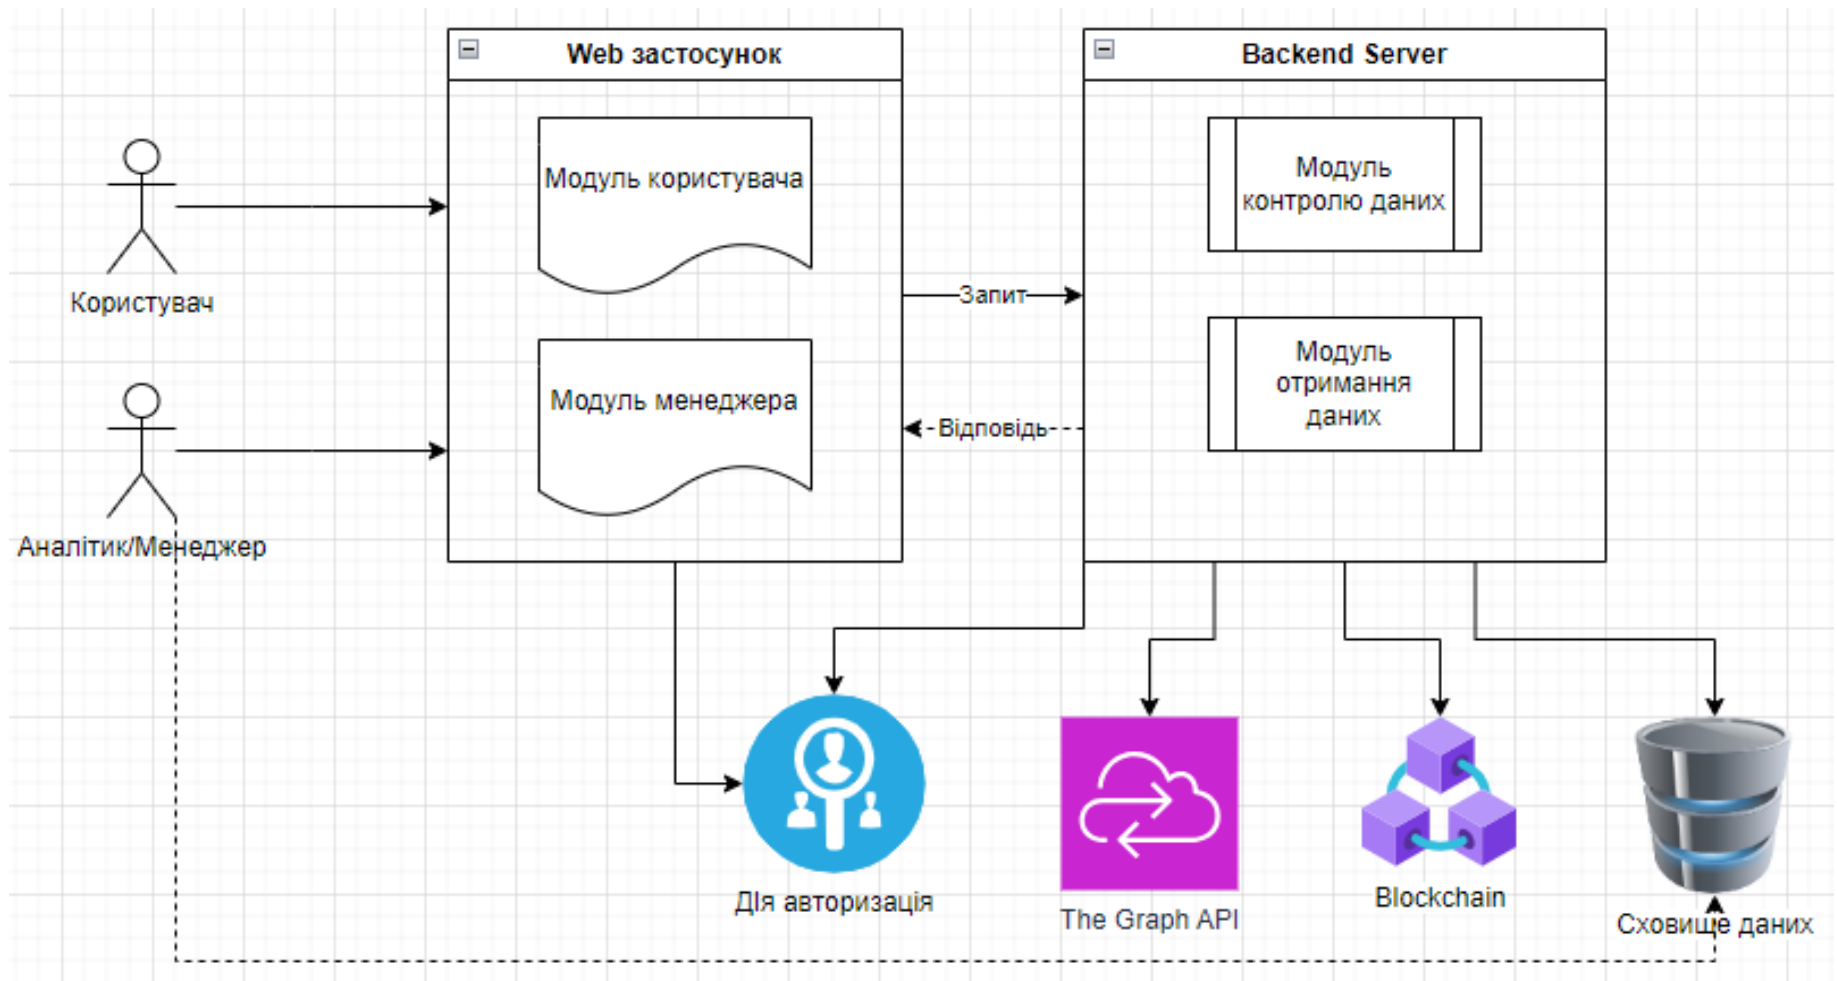 Web застосунок
Backend Server
Модуль користувача
Модуль
контролю даних
Користувач
Запит
Модуль менеджера
Модуль
отримання
даних
Відповідь
Аналітик/Менеджер
Дія авторизація
The Graph API
Blockchain
Сховище даних